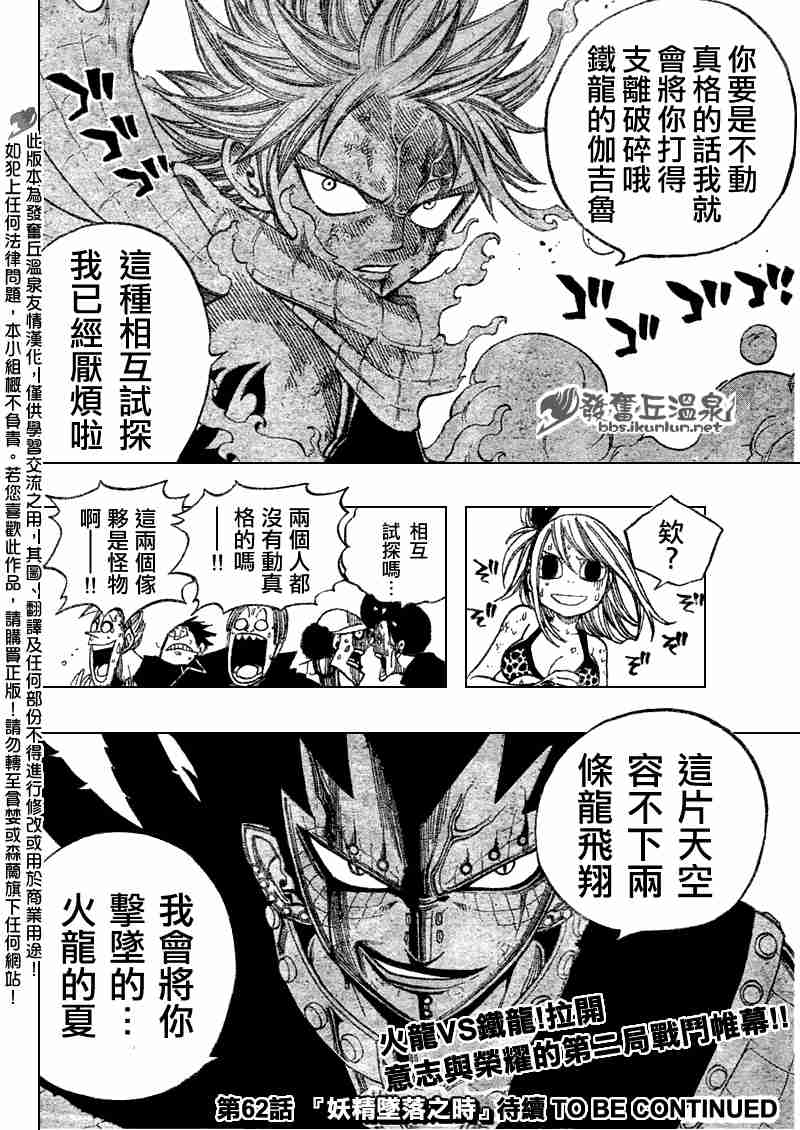 你要是不動
真格的話我就
會將你打得
支離破碎哦
鐵龍的伽吉魯
這種相互試探
我已經厭煩啦
ゴゴゴ
ゴゴゴ
發奮丘溫泉
bbs.ikunlun.net
欸?
相互
試探嗎…
兩個人都
沒有動真
格的嗎
——!!
這兩個傢
夥是怪物
啊——!!
這片天空
容不下兩
條龍飛翔
我會將你
擊墜的…
火龍的夏
火龍VS鐵龍!拉開
意志與榮耀的第二局戰鬥帷幕!!
第62話 『妖精墜落之時』待續 TO BE CONTINUED
此版本為發奮丘溫泉友情漢化，僅供學習交流之用，其圖、翻譯及任何部份不得進行修改或用於商業用途！
如犯上任何法律問題，本小組概不負責。若您喜歡此作品，請購買正版！請勿轉至貪婪或森蘭旗下任何網站！